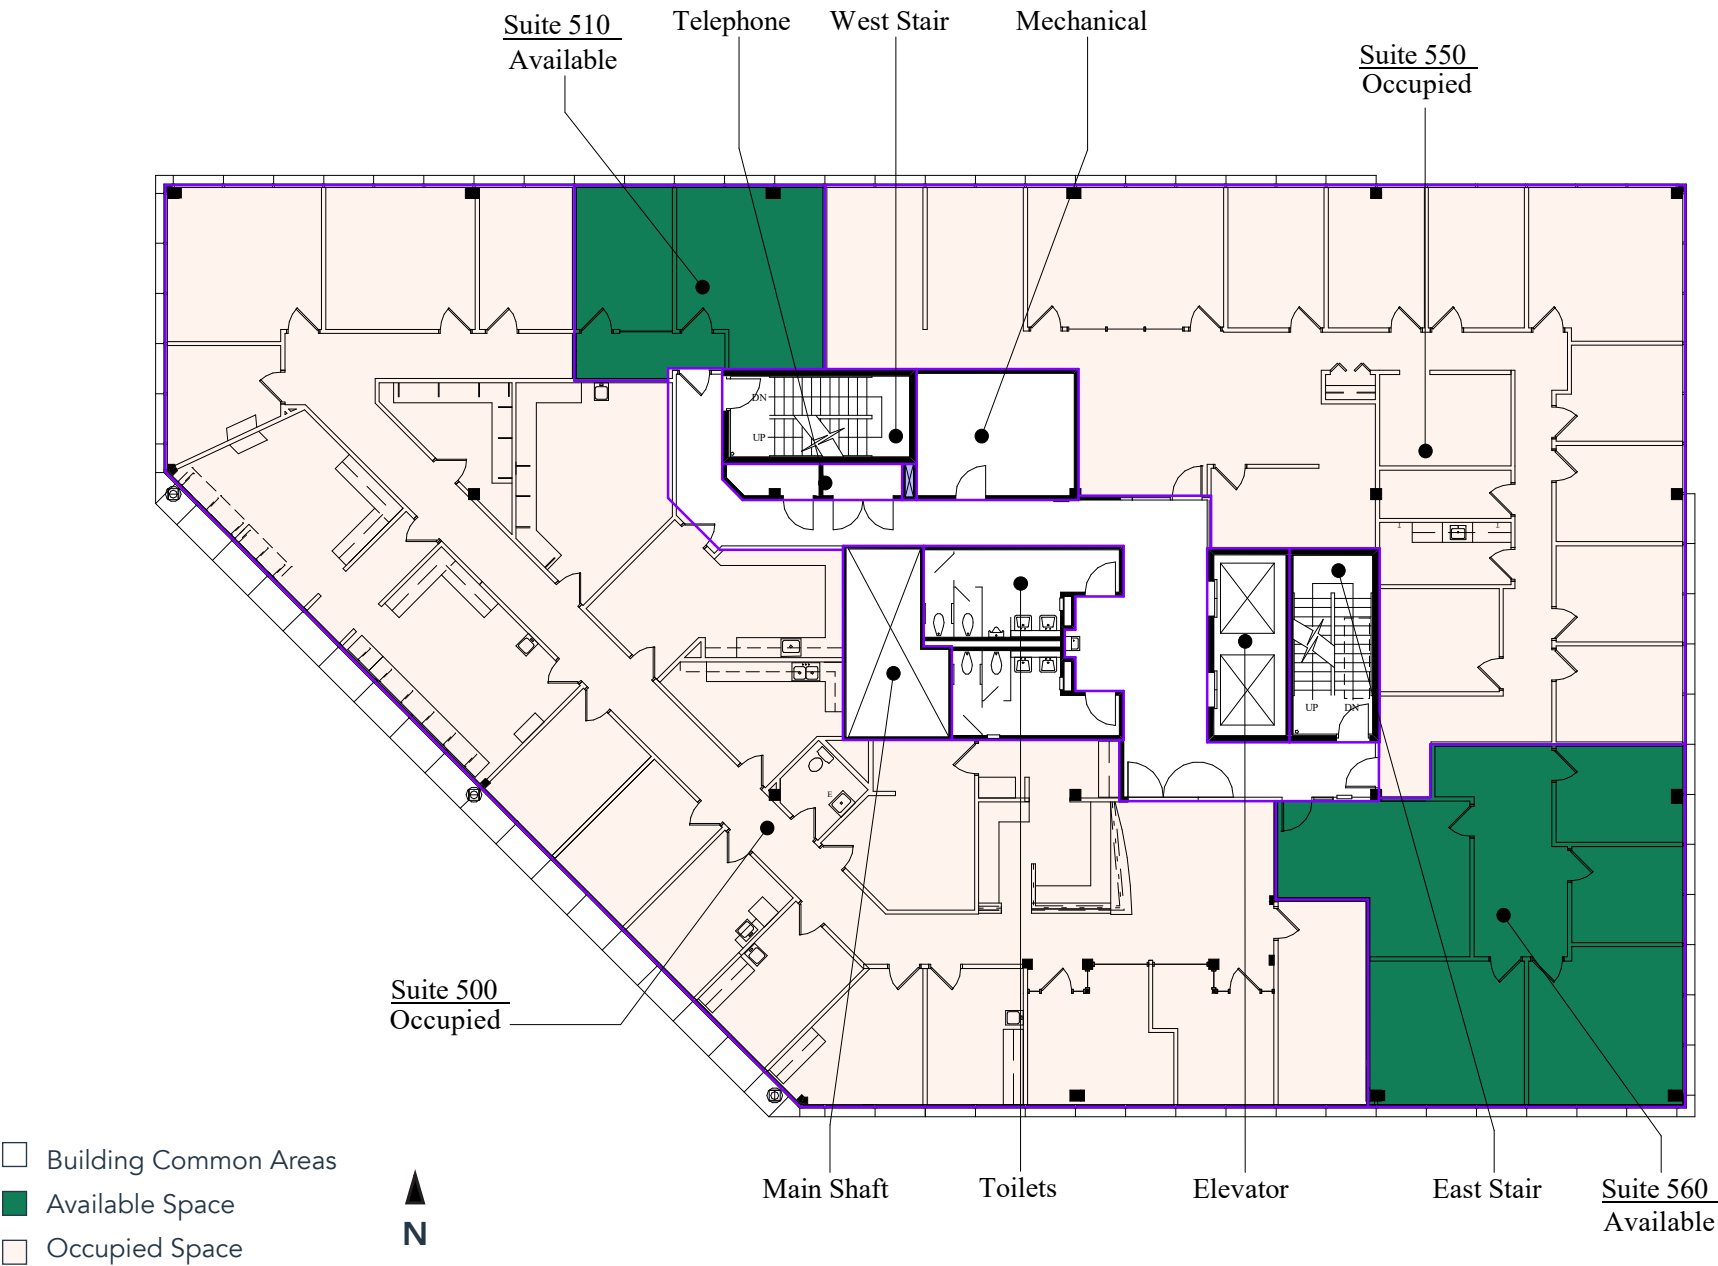 Suite 510
Available
Telephone
West Stair
Mechanical
Suite 550
Occupied
DN
UP
UP
DN
E
Suite 500
Occupied
Main Shaft
Toilets
Elevator
East Stair
Suite 560
Available
Building Common Areas
Available Space
Occupied Space
N